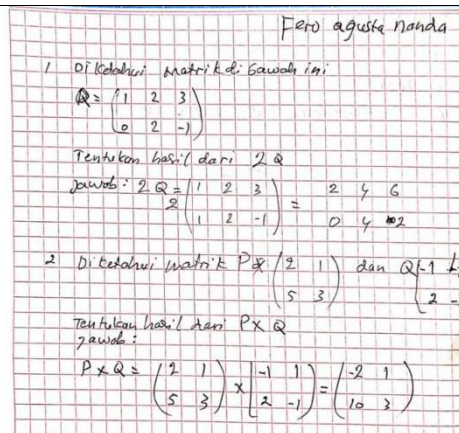 Fero agusta nanda
1 Diketahui matrik di bawah ini
Q = (1 2 3
0 2 -1)
Tentukan hasil dari 2Q
Jawab: 2Q = 2 (1 2 3
1 2 -1) = 2 4 6
0 4 -2
2 Diketahui matrik P (2 1
5 3) dan Q (-1
2
Tentukan hasil dari P x Q
Jawab:
P x Q = (2 1
5 3) x (-1 1
2 -1) = (-2 1
10 3)